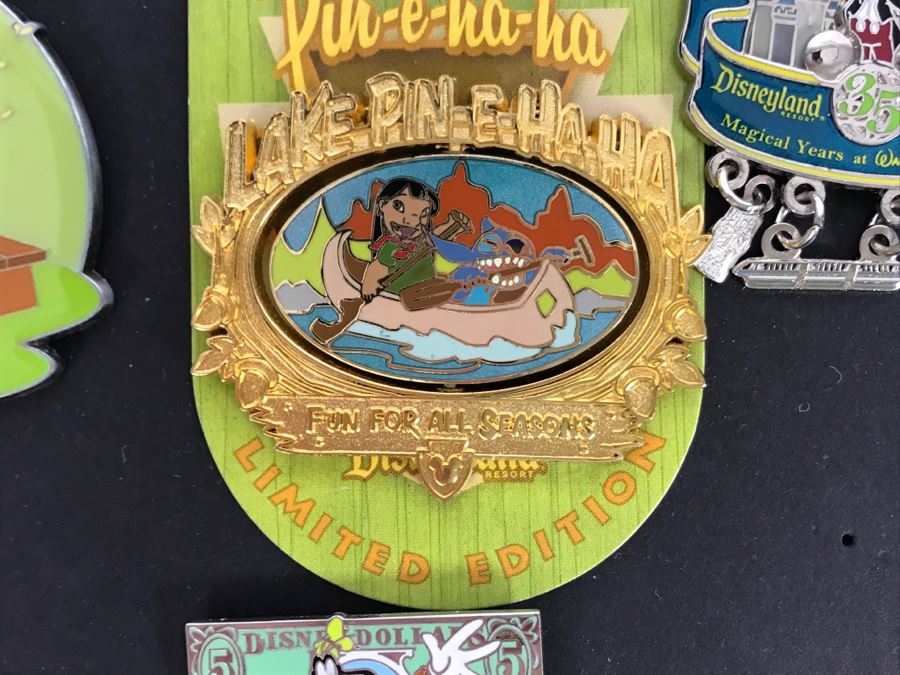 Pin-e-ha-ha
LAKE PIN-E-HA-HA
FUN FOR ALL SEASONS
RESORT
LIMITED EDITION
Disneyland
RESORT
35
Magical Years at
DISNEY DOLLARS
5 5